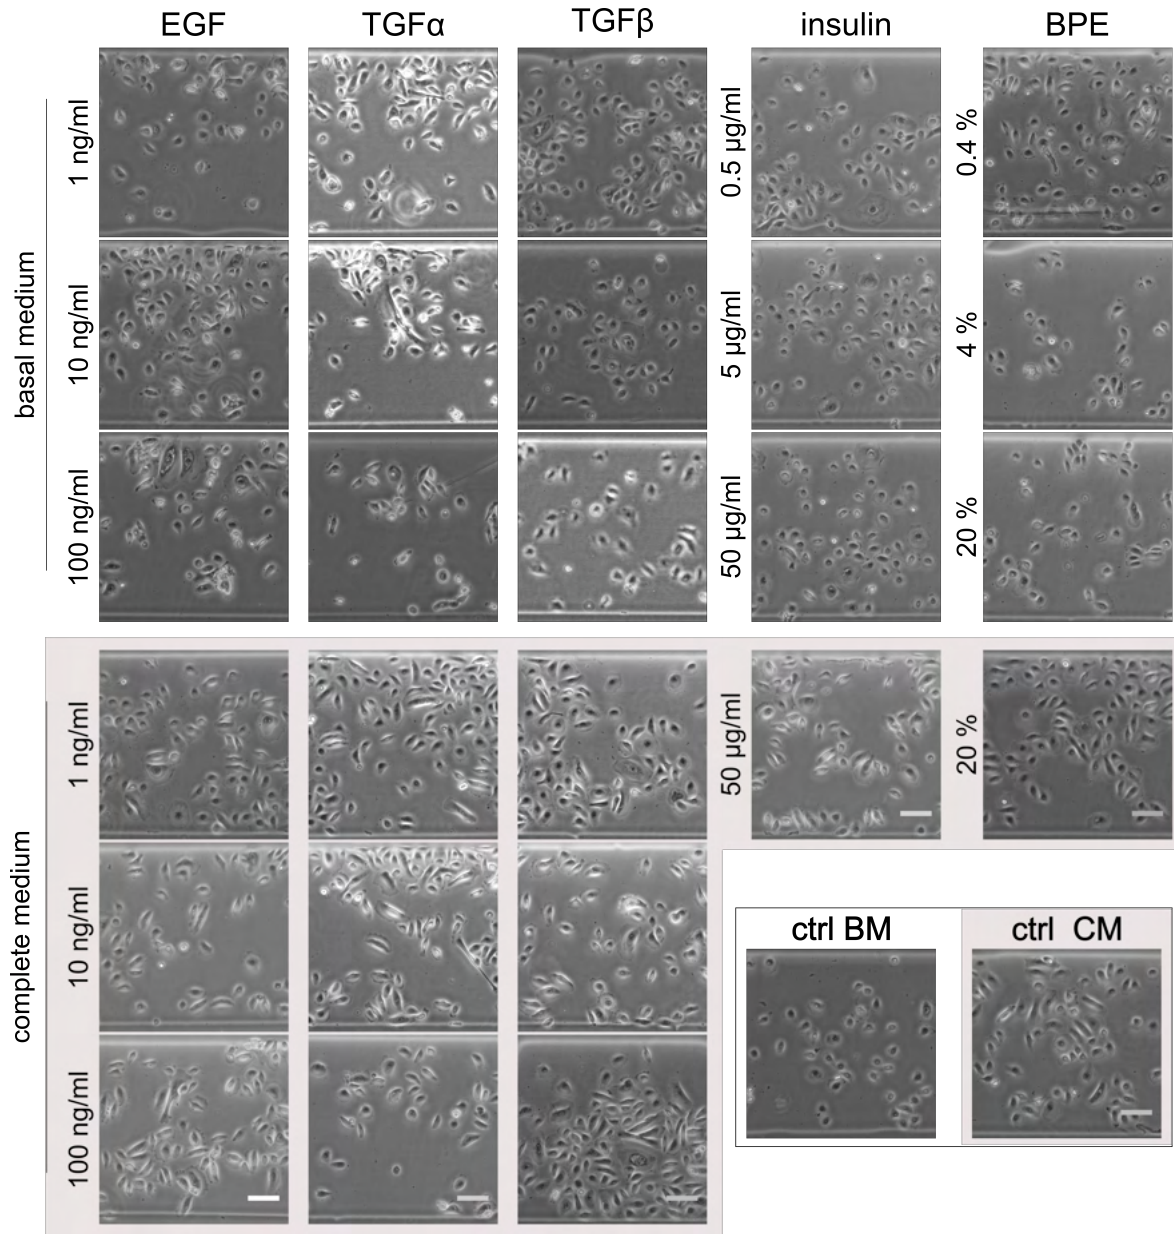 EGF TGFα TGFβ insulin BPE
basal medium
1 ng/ml 0.5 µg/ml 0.4 %
10 ng/ml 5 µg/ml 4 %
100 ng/ml 50 µg/ml 20 %
complete medium
1 ng/ml 50 µg/ml 20 %
10 ng/ml
ctrl BM ctrl CM
100 ng/ml